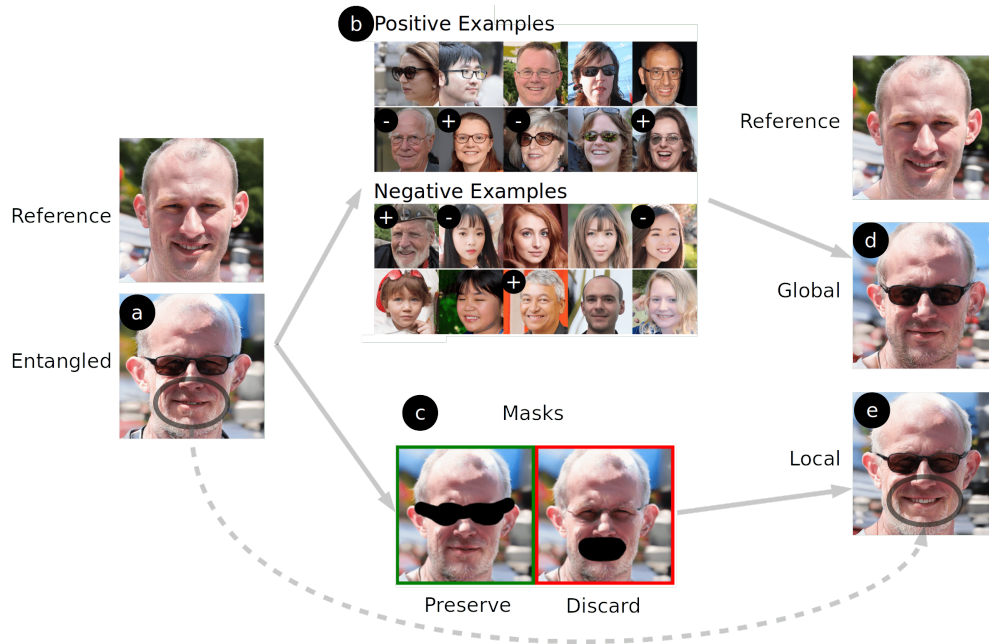 b Positive Examples
- + - +
Negative Examples
+ - -
+
Reference
a
Entangled
c Masks
Preserve Discard
Reference
d
Global
e
Local